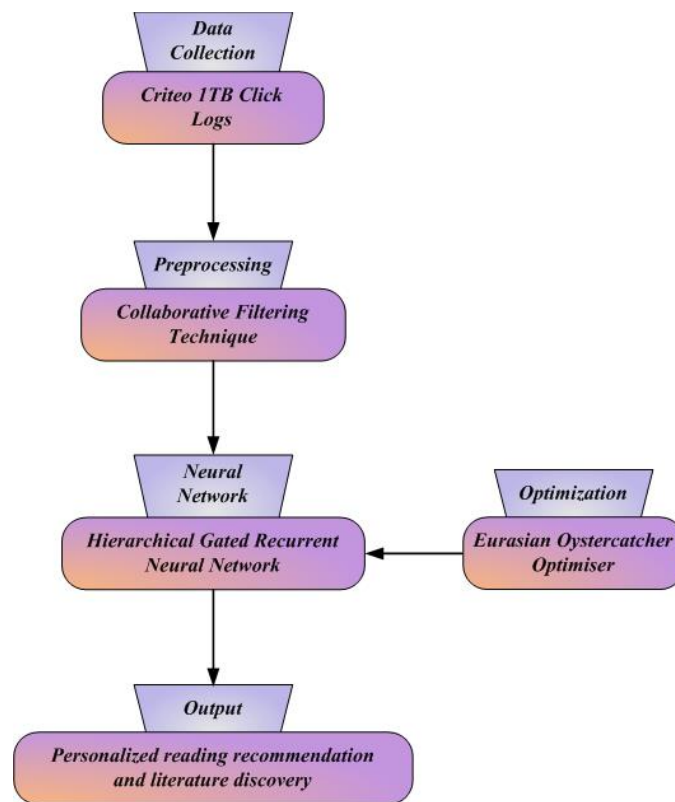 Data
Collection
Criteo 1TB Click
Logs
Preprocessing
Collaborative Filtering
Technique
Neural
Network
Hierarchical Gated Recurrent
Neural Network
Optimization
Eurasian Oystercatcher
Optimiser
Output
Personalized reading recommendation
and literature discovery